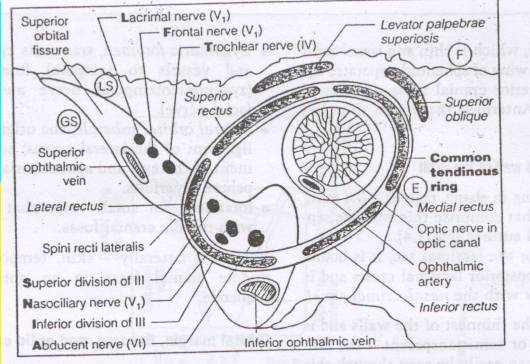 Superior
orbital
fissure
Lacrimal nerve (V₁)
Frontal nerve (V₁)
Trochlear nerve (IV)
Levator palpebrae
superiosis
F
LS
GS
Superior
rectus
Superior
oblique
Superior
ophthalmic
vein
E
Common
tendinous
ring
Lateral rectus
Medial rectus
Optic nerve in
optic canal
Spini recti lateralis
Ophthalmic
artery
Superior division of III
Nasociliary nerve (V₁)
Inferior rectus
Inferior division of III
Abducent nerve (VI)
Inferior ophthalmic vein